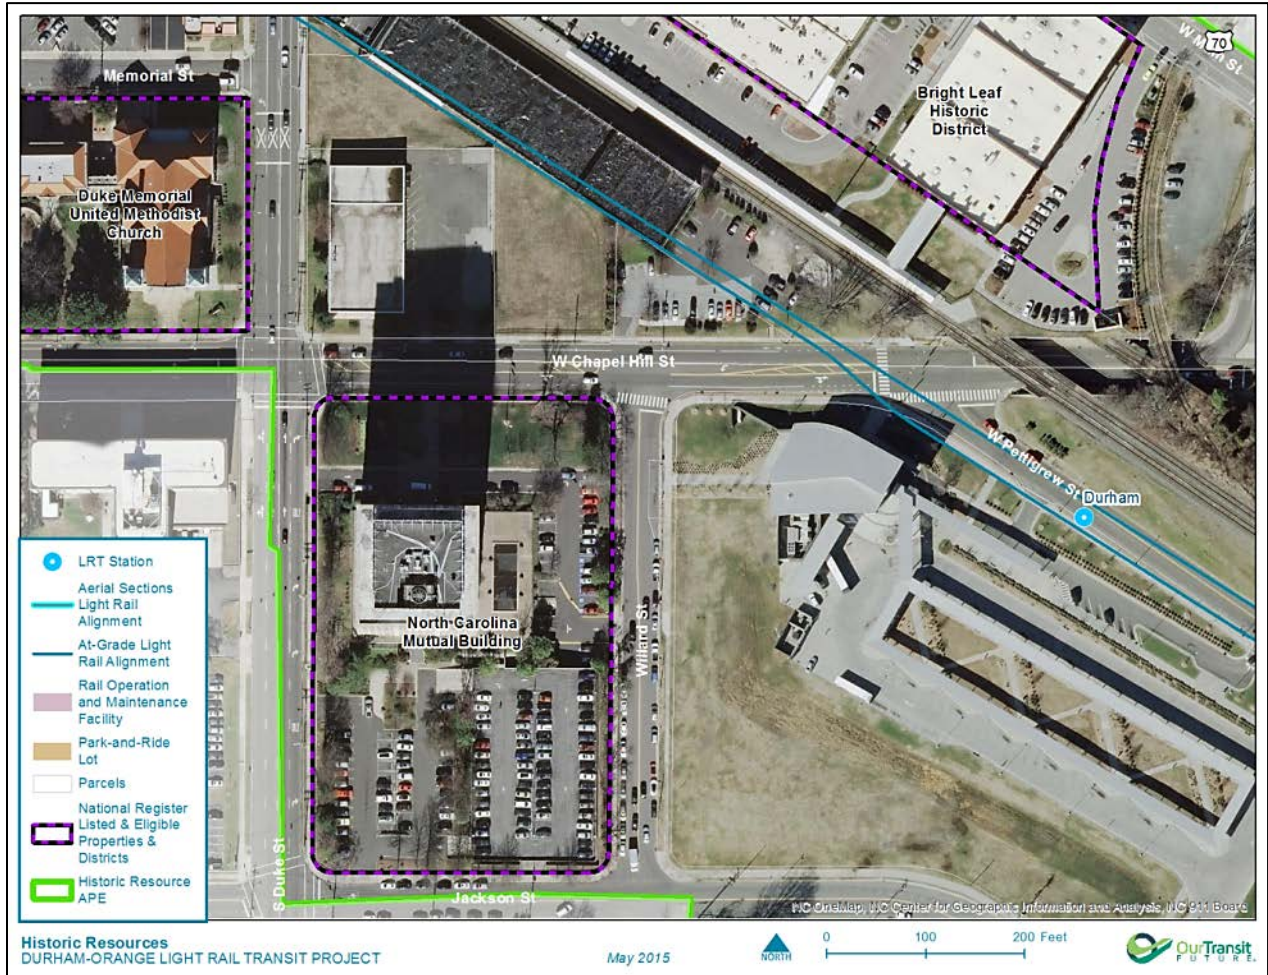 Memorial St
W Main St
70
Bright Leaf
Historic
District
Duke Memorial
United Methodist
Church
W Chapel Hill St
W Pettigrew St
Durham
North Carolina
Mutual Building
Willard St
S Duke St
Jackson St
LRT Station
Aerial Sections
Light Rail
Alignment
At-Grade Light
Rail Alignment
Rail Operation
and Maintenance
Facility
Park-and-Ride
Lot
Parcels
National Register
Listed & Eligible
Properties &
Districts
Historic Resource
APE
NC OneMap, NC Center for Geographic Information and Analysis, NC 911 Board
Historic Resources
DURHAM-ORANGE LIGHT RAIL TRANSIT PROJECT
May 2015
NORTH
0 100 200 Feet
OurTransit
FUTURE